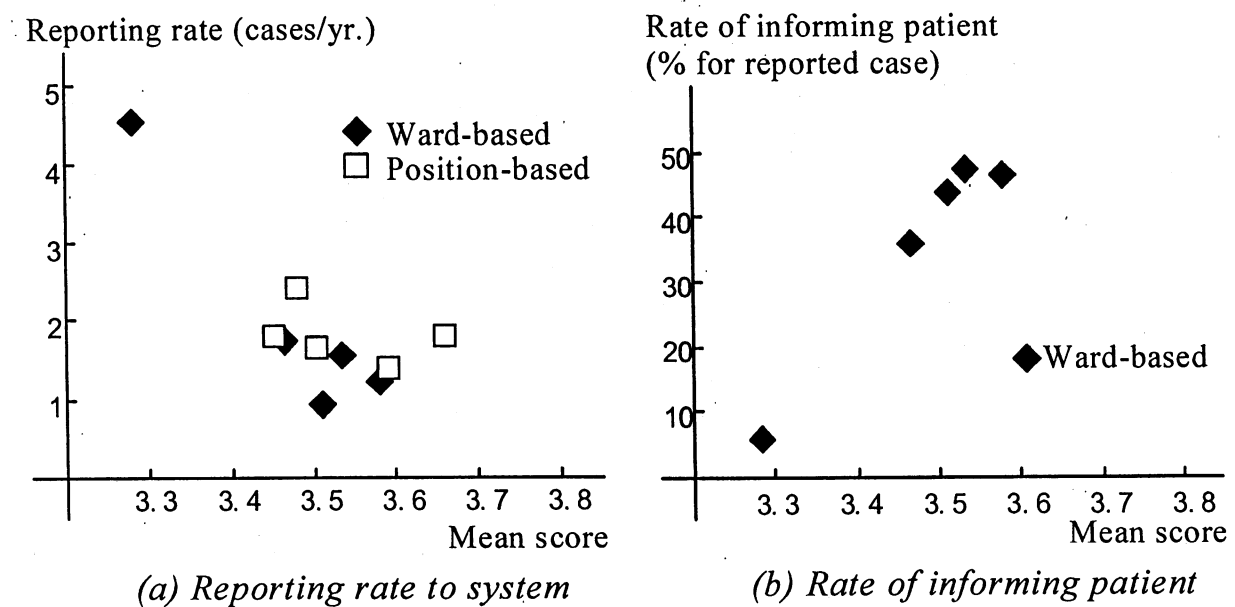 Reporting rate (cases/yr.)
5
4
3
2
1
Ward-based
Position-based
3.3 3.4 3.5 3.6 3.7 3.8
Mean score
(a) Reporting rate to system
Rate of informing patient
(% for reported case)
50
40
30
20
10
Ward-based
3.3 3.4 3.5 3.6 3.7 3.8
Mean score
(b) Rate of informing patient